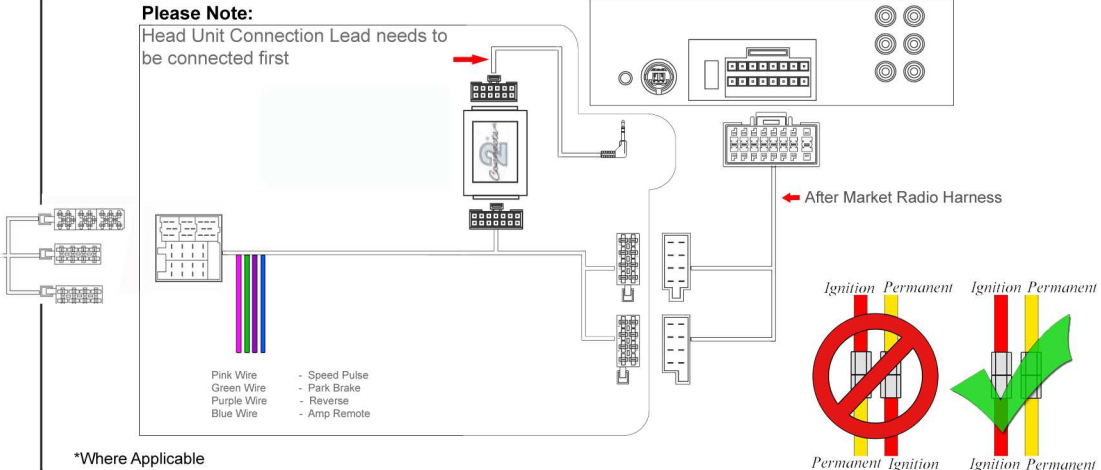 Please Note:
Head Unit Connection Lead needs to
be connected first
2
After Market Radio Harness
Ignition Permanent Ignition Permanent
Pink Wire - Speed Pulse
Green Wire - Park Brake
Purple Wire - Reverse
Blue Wire - Amp Remote
*Where Applicable
Permanent Ignition Ignition Permanent